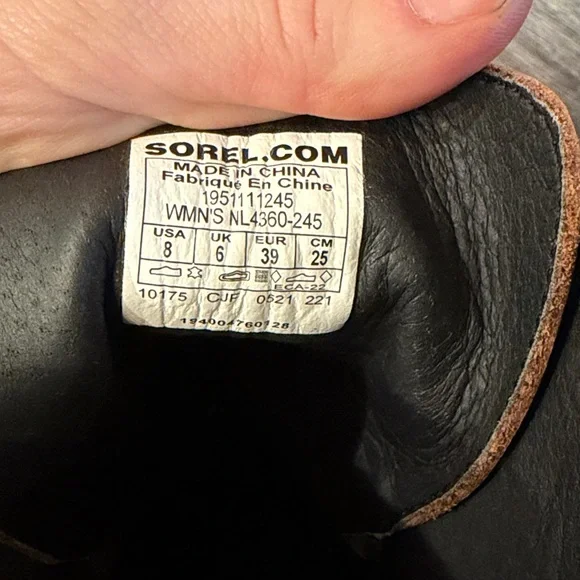 SOREL.COM
MADE IN CHINA
Fabriqué En Chine
1951111245
WMN'S NL4360-245
USA UK EUR CM
8 6 39 25
ECA-22
10175 CJF 0521 221
194004760128